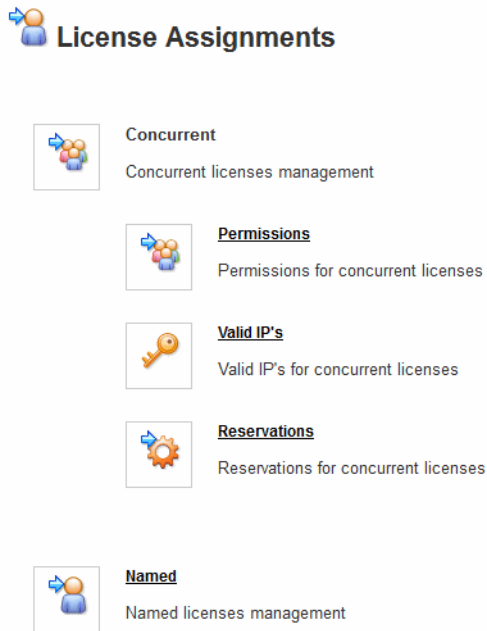 License Assignments
Concurrent
Concurrent licenses management
Permissions
Permissions for concurrent licenses
Valid IP's
Valid IP's for concurrent licenses
Reservations
Reservations for concurrent licenses
Named
Named licenses management